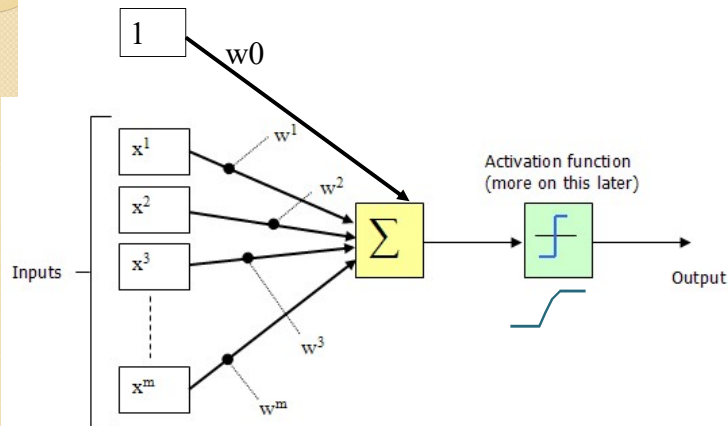 1
w0
x¹
w¹
x²
w²
x³
w³
xᵐ
wᵐ
Inputs
Σ
Activation function
(more on this later)
Output